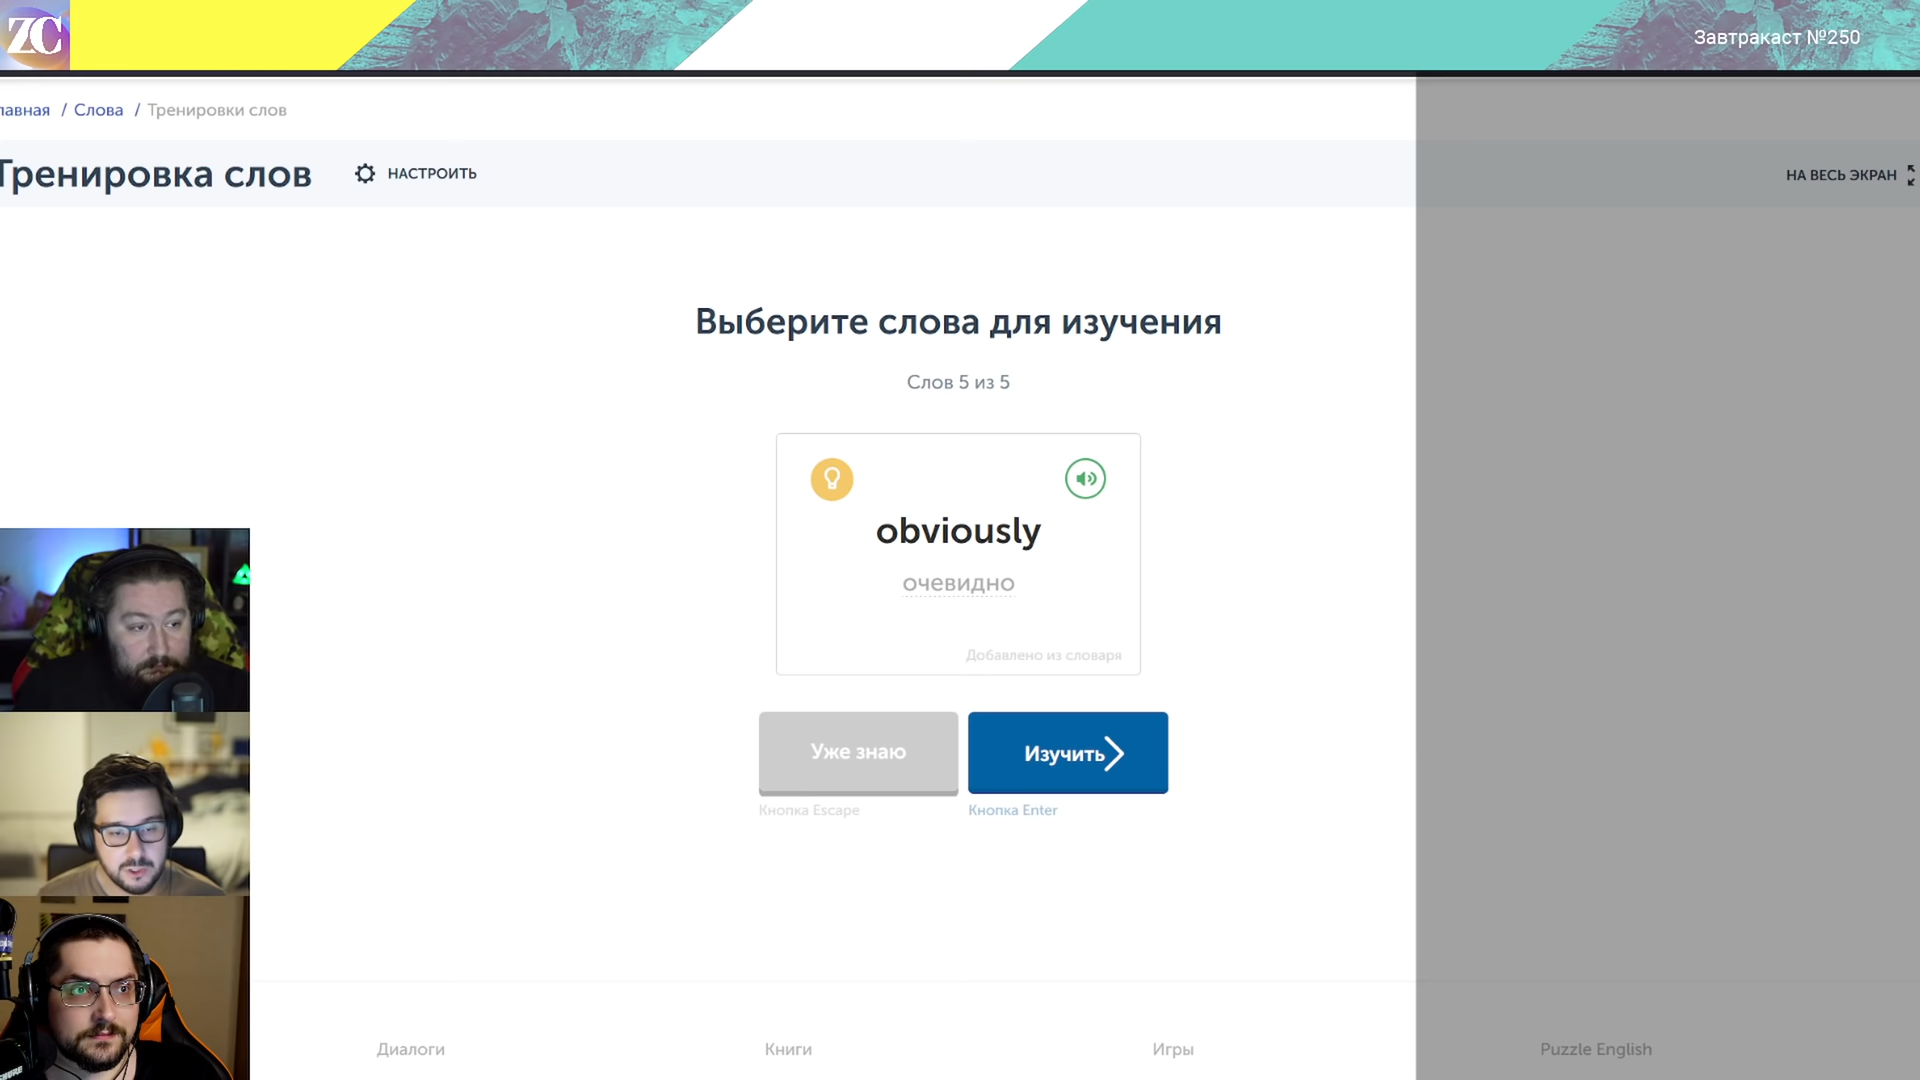 ZC
Завтракаст №250
лавная / Слова / Тренировки слов
Тренировка слов
НАСТРОИТЬ
НА ВЕСЬ ЭКРАН
Выберите слова для изучения
Слов 5 из 5
obviously
очевидно
Добавлено из словаря
Уже знаю
Изучить
Кнопка Escape
Кнопка Enter
Диалоги
Книги
Игры
Puzzle English